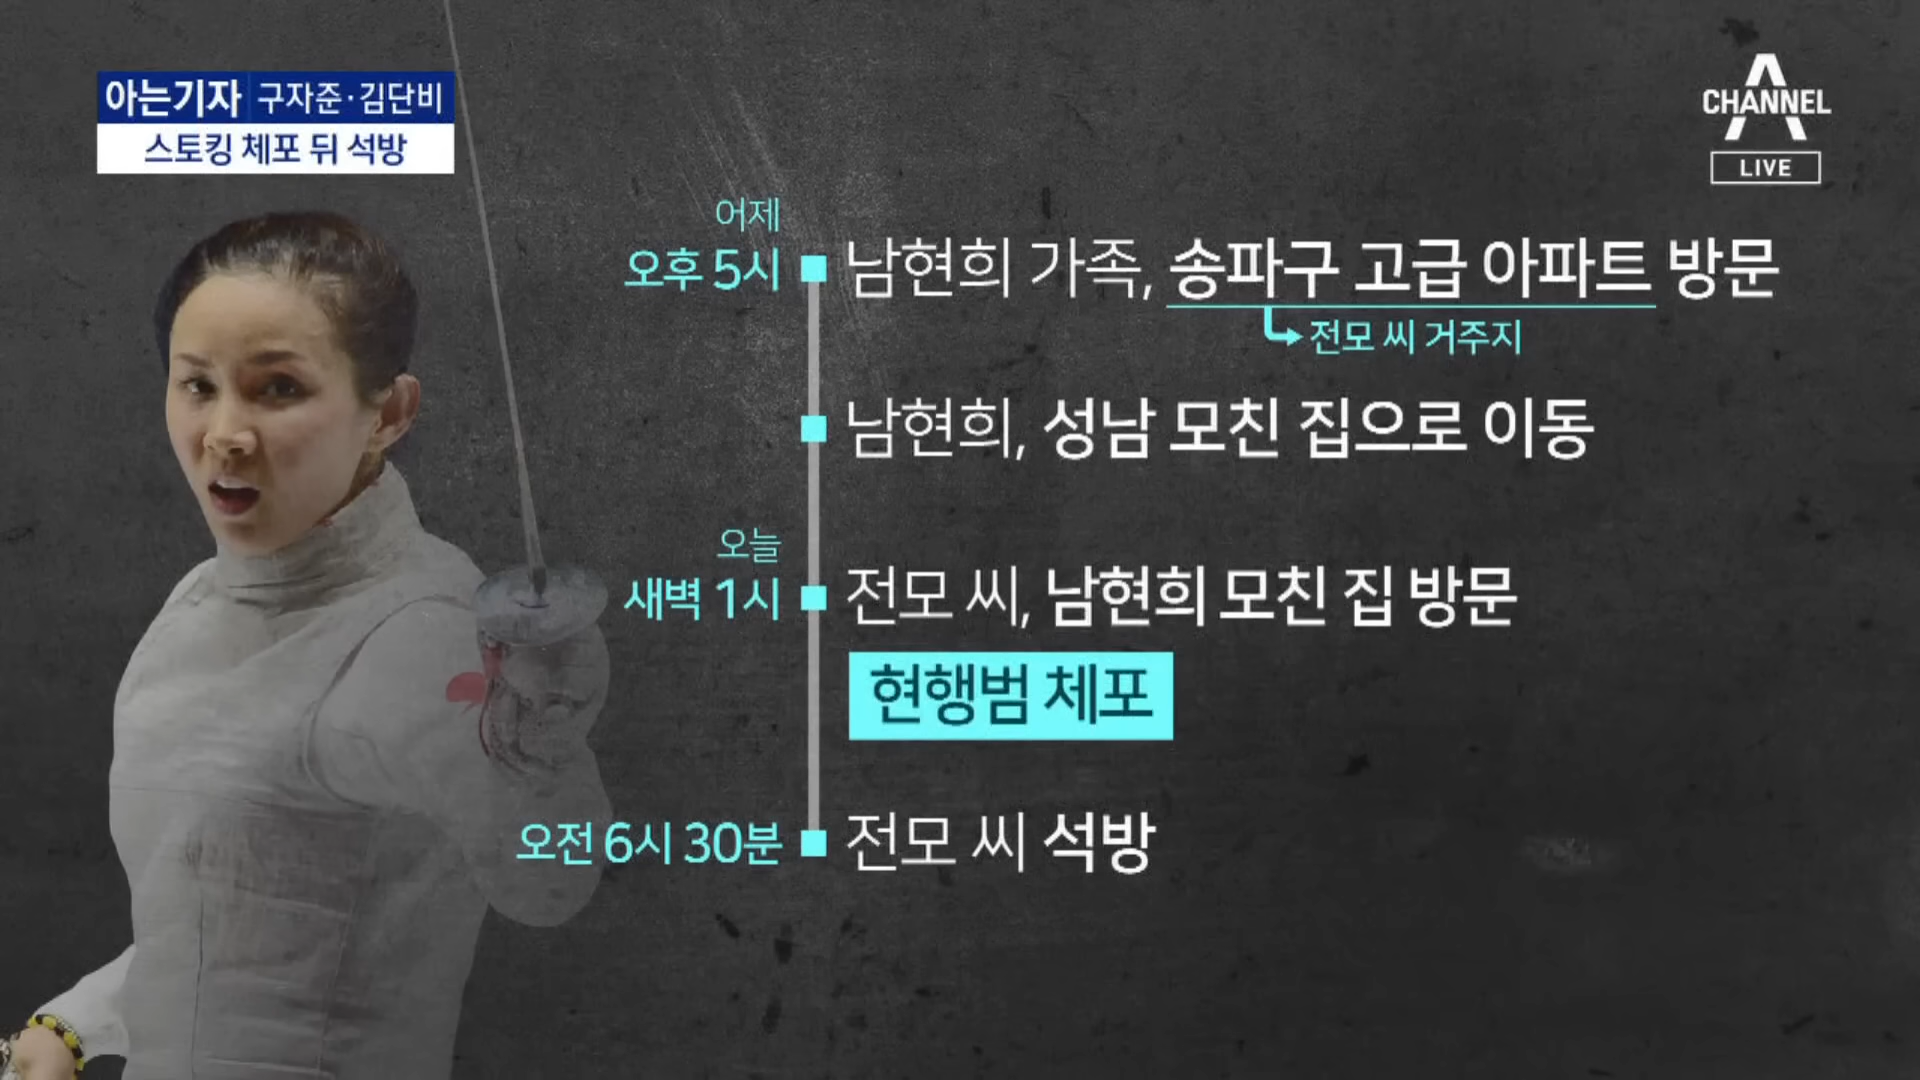 아는기자 구자준·김단비
스토킹 체포 뒤 석방
CHANNEL A
LIVE
어제
오후 5시 남현희 가족, 송파구 고급 아파트 방문
전모 씨 거주지
남현희, 성남 모친 집으로 이동
오늘
새벽 1시 전모 씨, 남현희 모친 집 방문
현행범 체포
오전 6시 30분 전모 씨 석방